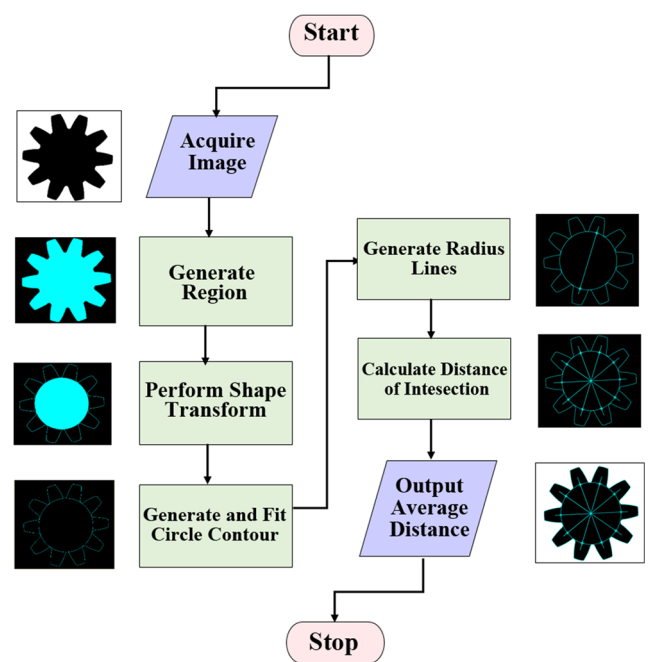 Start
Acquire
Image
Generate
Region
Perform Shape
Transform
Generate and Fit
Circle Contour
Generate Radius
Lines
Calculate Distance
of Intesection
Output
Average
Distance
Stop